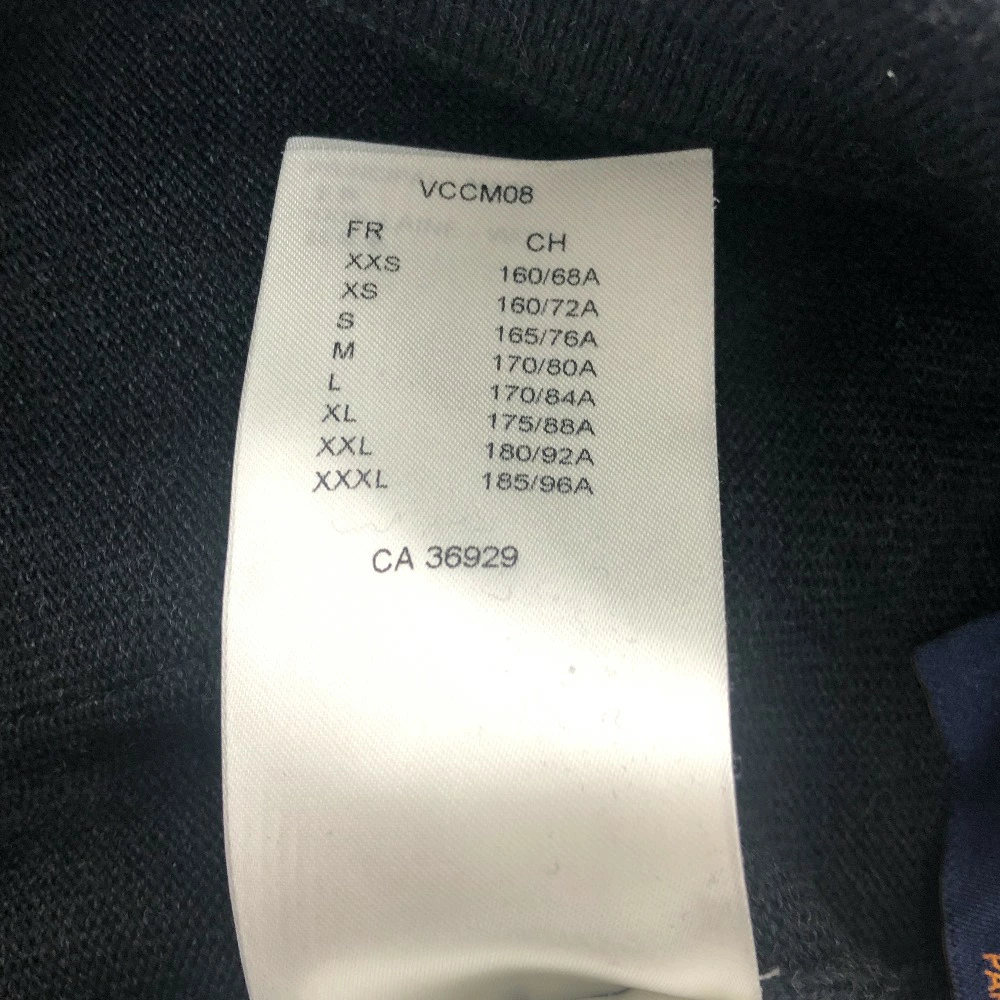 VCCM08
FR CH
XXS 160/68A
XS 160/72A
S 165/76A
M 170/80A
L 170/84A
XL 175/88A
XXL 180/92A
XXXL 185/96A
CA 36929
PA